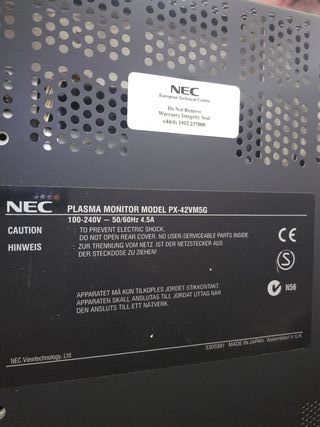 NEC
European Technical Centre
Do Not Remove
Warranty Integrity Seal
+44(0) 1952 237000
NEC PLASMA MONITOR MODEL PX-42VM5G
100-240V ~ 50/60Hz 4.5A
CAUTION : TO PREVENT ELECTRIC SHOCK,
DO NOT OPEN REAR COVER. NO USER-SERVICEABLE PARTS INSIDE.
HINWEIS : ZUR TRENNUNG VOM NETZ IST DER NETZSTECKER AUS
DER STECKDOSE ZU ZIEHEN!
CE
S
N56
APPARATET MÅ KUN TILKOPLES JORDET STIKKONTAKT.
APPARATEN SKALL ANSLUTAS TILL JORDAT UTTAG NÄR
DEN ANSLUTS TILL ETT NÄTVERK.
3300391 MADE IN JAPAN Assembled in U.K.
NEC Viewtechnology, Ltd.